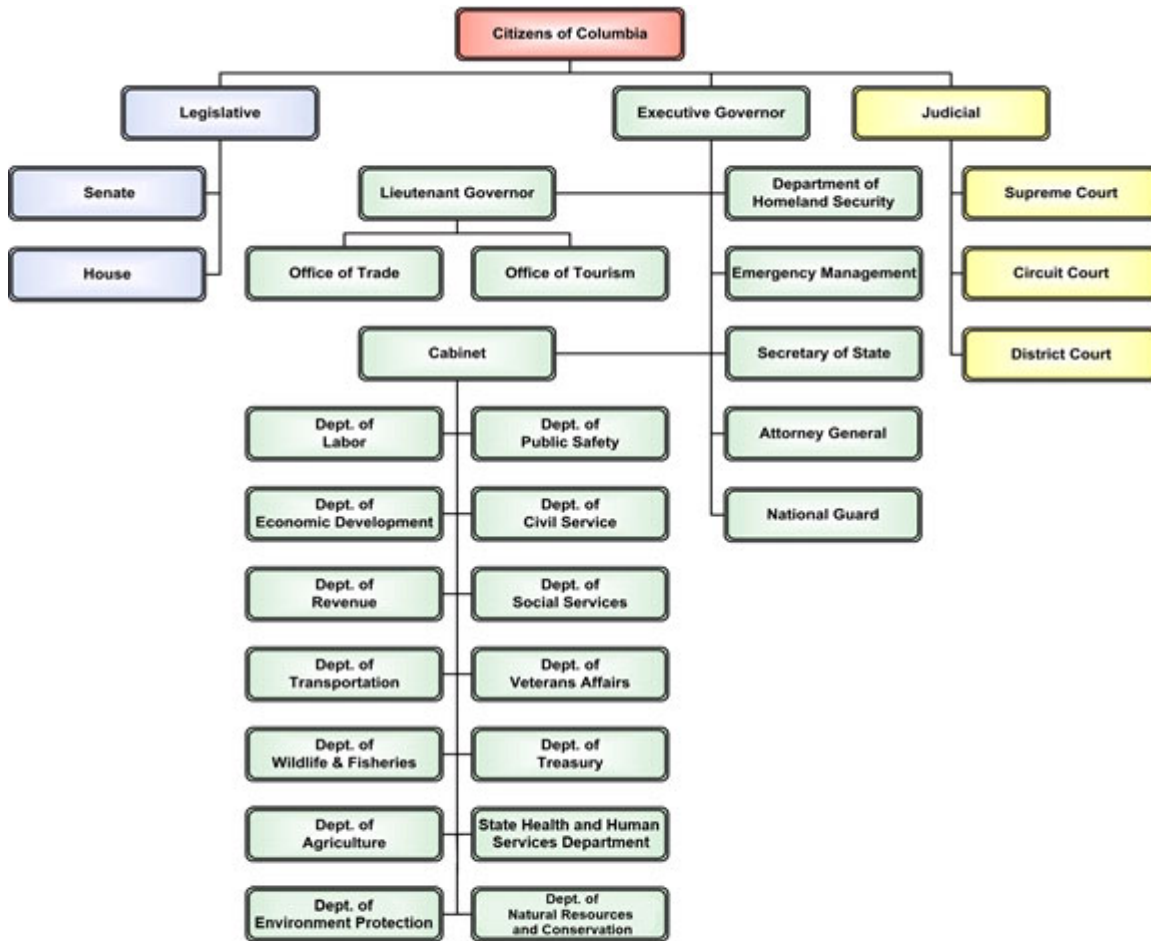 Citizens of Columbia
Legislative
Executive Governor
Judicial
Senate
Lieutenant Governor
Department of
Homeland Security
Supreme Court
House
Office of Trade
Office of Tourism
Emergency Management
Circuit Court
Cabinet
Secretary of State
District Court
Dept. of
Labor
Dept. of
Public Safety
Attorney General
Dept. of
Economic Development
Dept. of
Civil Service
National Guard
Dept. of
Revenue
Dept. of
Social Services
Dept. of
Transportation
Dept. of
Veterans Affairs
Dept. of
Wildlife & Fisheries
Dept. of
Treasury
Dept. of
Agriculture
State Health and Human
Services Department
Dept. of
Environment Protection
Dept. of
Natural Resources
and Conservation